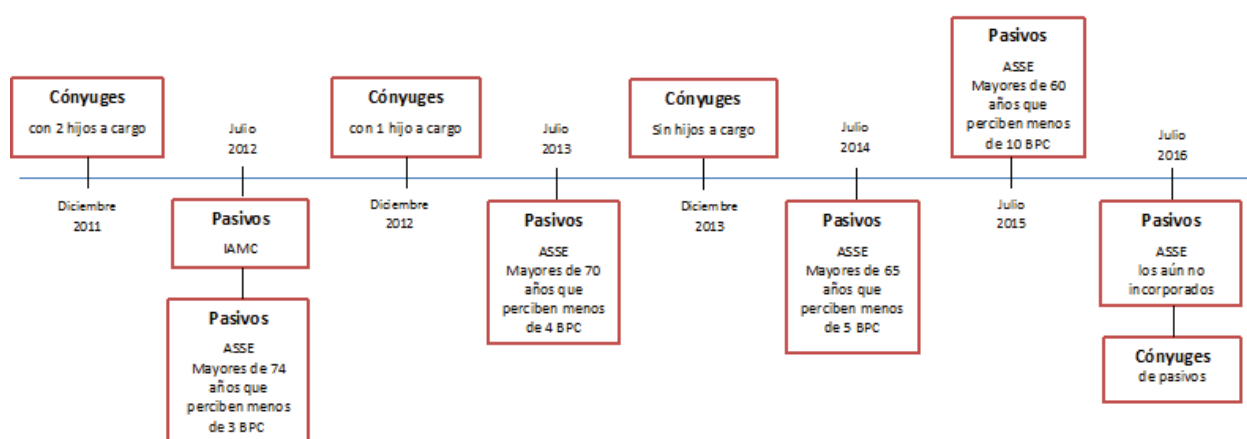 Cónyuges
con 2 hijos a cargo
Diciembre
2011
Julio
2012
Pasivos
IAMC
Pasivos
ASSE
Mayores de 74
años que
perciben menos
de 3 BPC
Cónyuges
con 1 hijo a cargo
Diciembre
2012
Julio
2013
Pasivos
ASSE
Mayores de 70
años que
perciben menos
de 4 BPC
Cónyuges
Sin hijos a cargo
Diciembre
2013
Julio
2014
Pasivos
ASSE
Mayores de 65
años que
perciben menos
de 5 BPC
Pasivos
ASSE
Mayores de 60
años que
perciben menos
de 10 BPC
Julio
2015
Julio
2016
Pasivos
ASSE
los aún no
incorporados
Cónyuges
de pasivos